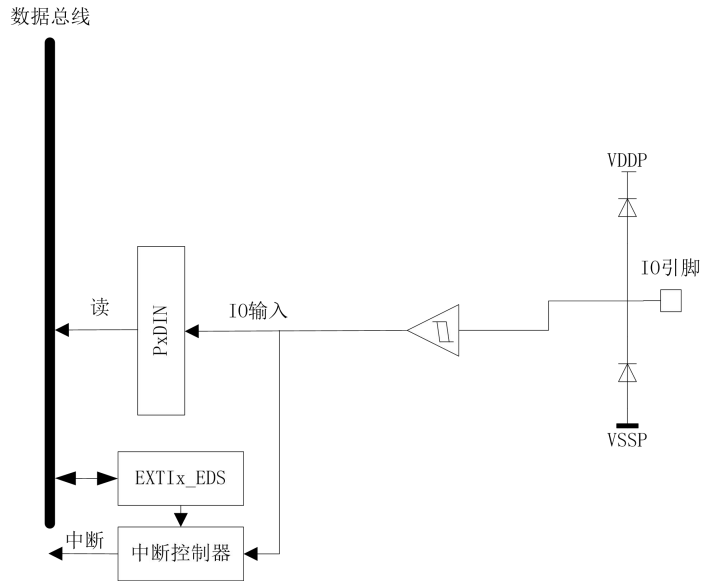 数据总线
VDDP
IO引脚
读
PxDIN
IO输入
VSSP
EXTIx_EDS
中断
中断控制器